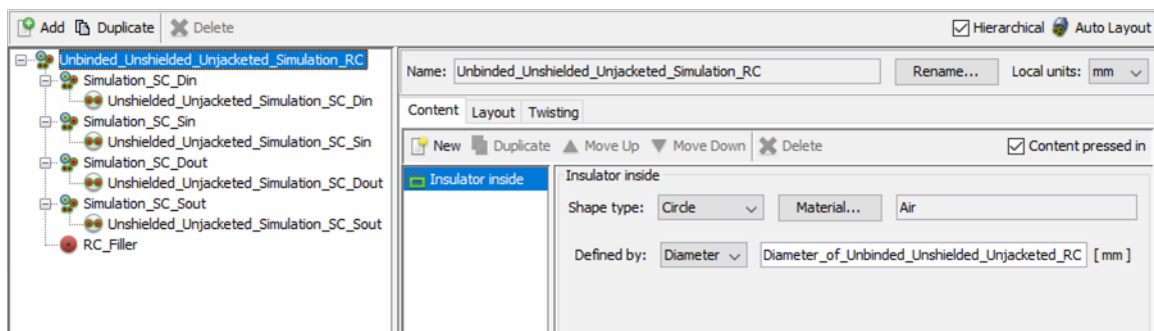 Add Duplicate Delete Hierarchical Auto Layout
Unbinded_Unshielded_Unjacketed_Simulation_RC
Simulation_SC_Din
Unshielded_Unjacketed_Simulation_SC_Din
Simulation_SC_Sin
Unshielded_Unjacketed_Simulation_SC_Sin
Simulation_SC_Dout
Unshielded_Unjacketed_Simulation_SC_Dout
Simulation_SC_Sout
Unshielded_Unjacketed_Simulation_SC_Sout
RC_Filler
Name: Unbinded_Unshielded_Unjacketed_Simulation_RC Rename... Local units: mm
Content Layout Twisting
New Duplicate Move Up Move Down Delete Content pressed in
Insulator inside
Insulator inside
Shape type: Circle Material... Air
Defined by: Diameter Diameter_of_Unbinded_Unshielded_Unjacketed_RC [ mm ]